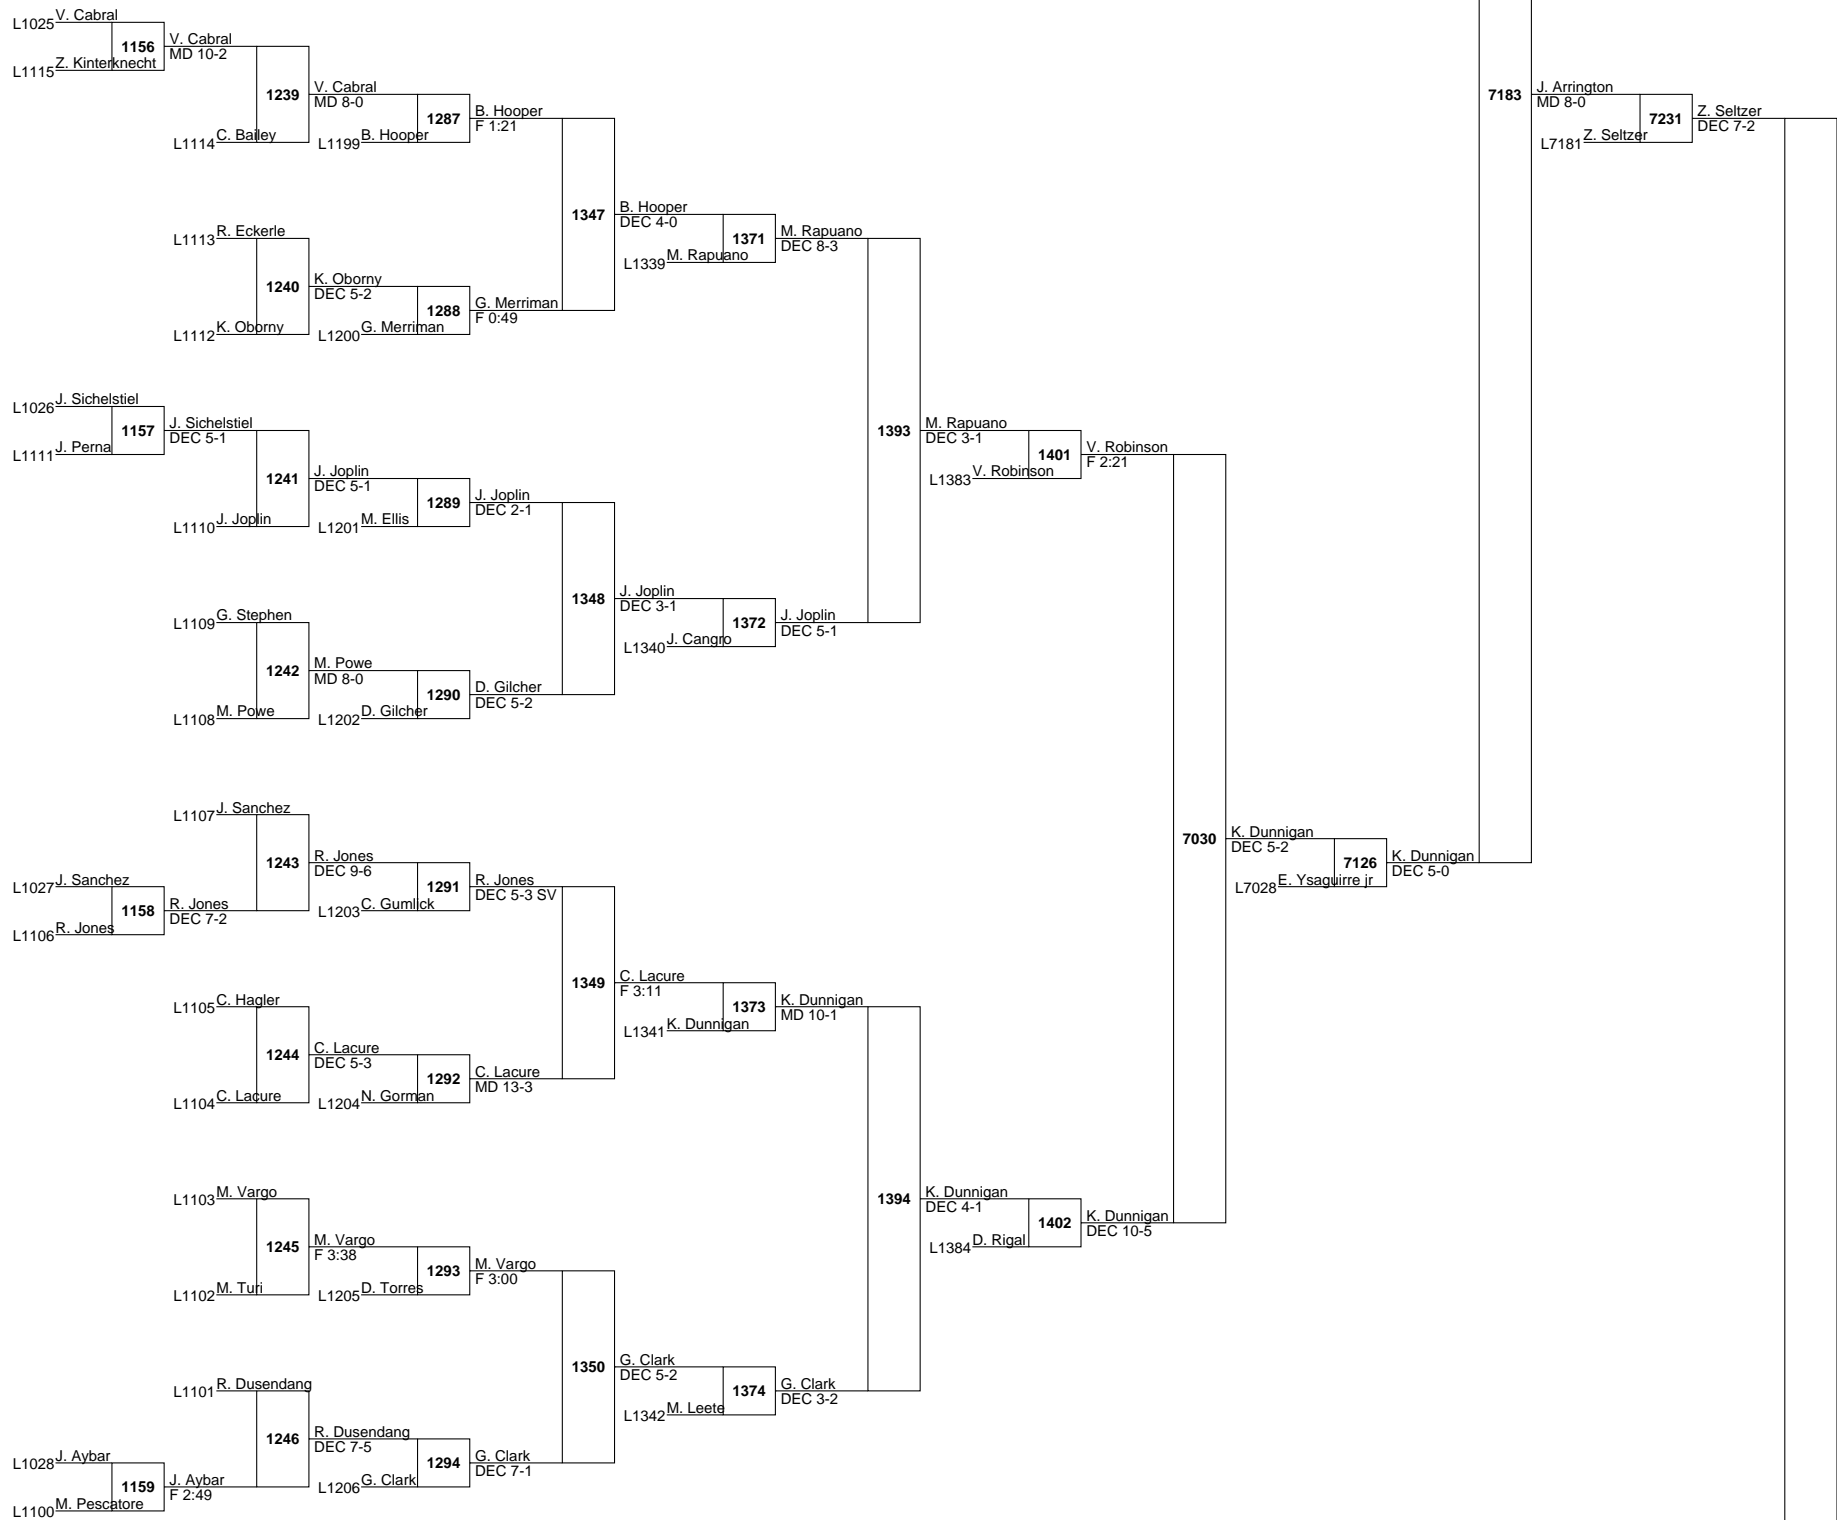 L1025 V. Cabral
1156
L1115 Z. Kinterknecht
V. Cabral
MD 10-2
1239
L1114 C. Bailey
V. Cabral
MD 8-0
1287
L1199 B. Hooper
B. Hooper
F 1:21
1347
L1113 R. Eckerle
1240
L1112 K. Oborny
K. Oborny
DEC 5-2
1288
L1200 G. Merriman
G. Merriman
F 0:49
B. Hooper
DEC 4-0
1371
L1339 M. Rapuano
M. Rapuano
DEC 8-3
1393
L1026 J. Sichelstiel
1157
L1111 J. Perna
J. Sichelstiel
DEC 5-1
1241
L1110 J. Joplin
J. Joplin
DEC 5-1
1289
L1201 M. Ellis
J. Joplin
DEC 2-1
1348
L1109 G. Stephen
1242
L1108 M. Powe
M. Powe
MD 8-0
1290
L1202 D. Gilcher
D. Gilcher
DEC 5-2
J. Joplin
DEC 3-1
1372
L1340 J. Cangro
J. Joplin
DEC 5-1
M. Rapuano
DEC 3-1
1401
L1383 V. Robinson
V. Robinson
F 2:21
7030
L1107 J. Sanchez
1243
L1027 J. Sanchez
1158
L1106 R. Jones
R. Jones
DEC 7-2
R. Jones
DEC 9-6
1291
L1203 C. Gumlick
R. Jones
DEC 5-3 SV
1349
L1105 C. Hagler
1244
L1104 C. Lacure
C. Lacure
DEC 5-3
1292
L1204 N. Gorman
C. Lacure
MD 13-3
C. Lacure
F 3:11
1373
L1341 K. Dunnigan
K. Dunnigan
MD 10-1
1394
L1103 M. Vargo
1245
L1102 M. Turi
M. Vargo
F 3:38
1293
L1205 D. Torres
M. Vargo
F 3:00
1350
L1101 R. Dusendang
1246
L1028 J. Aybar
1159
L1100 M. Pescatore
J. Aybar
F 2:49
R. Dusendang
DEC 7-5
1294
L1206 G. Clark
G. Clark
DEC 7-1
G. Clark
DEC 5-2
1374
L1342 M. Leete
G. Clark
DEC 3-2
K. Dunnigan
DEC 4-1
1402
L1384 D. Rigal
K. Dunnigan
DEC 10-5
K. Dunnigan
DEC 5-2
7126
L7028 E. Ysaguirre jr
K. Dunnigan
DEC 5-0
7183
J. Arrington
MD 8-0
7231
L7181 Z. Seltzer
Z. Seltzer
DEC 7-2